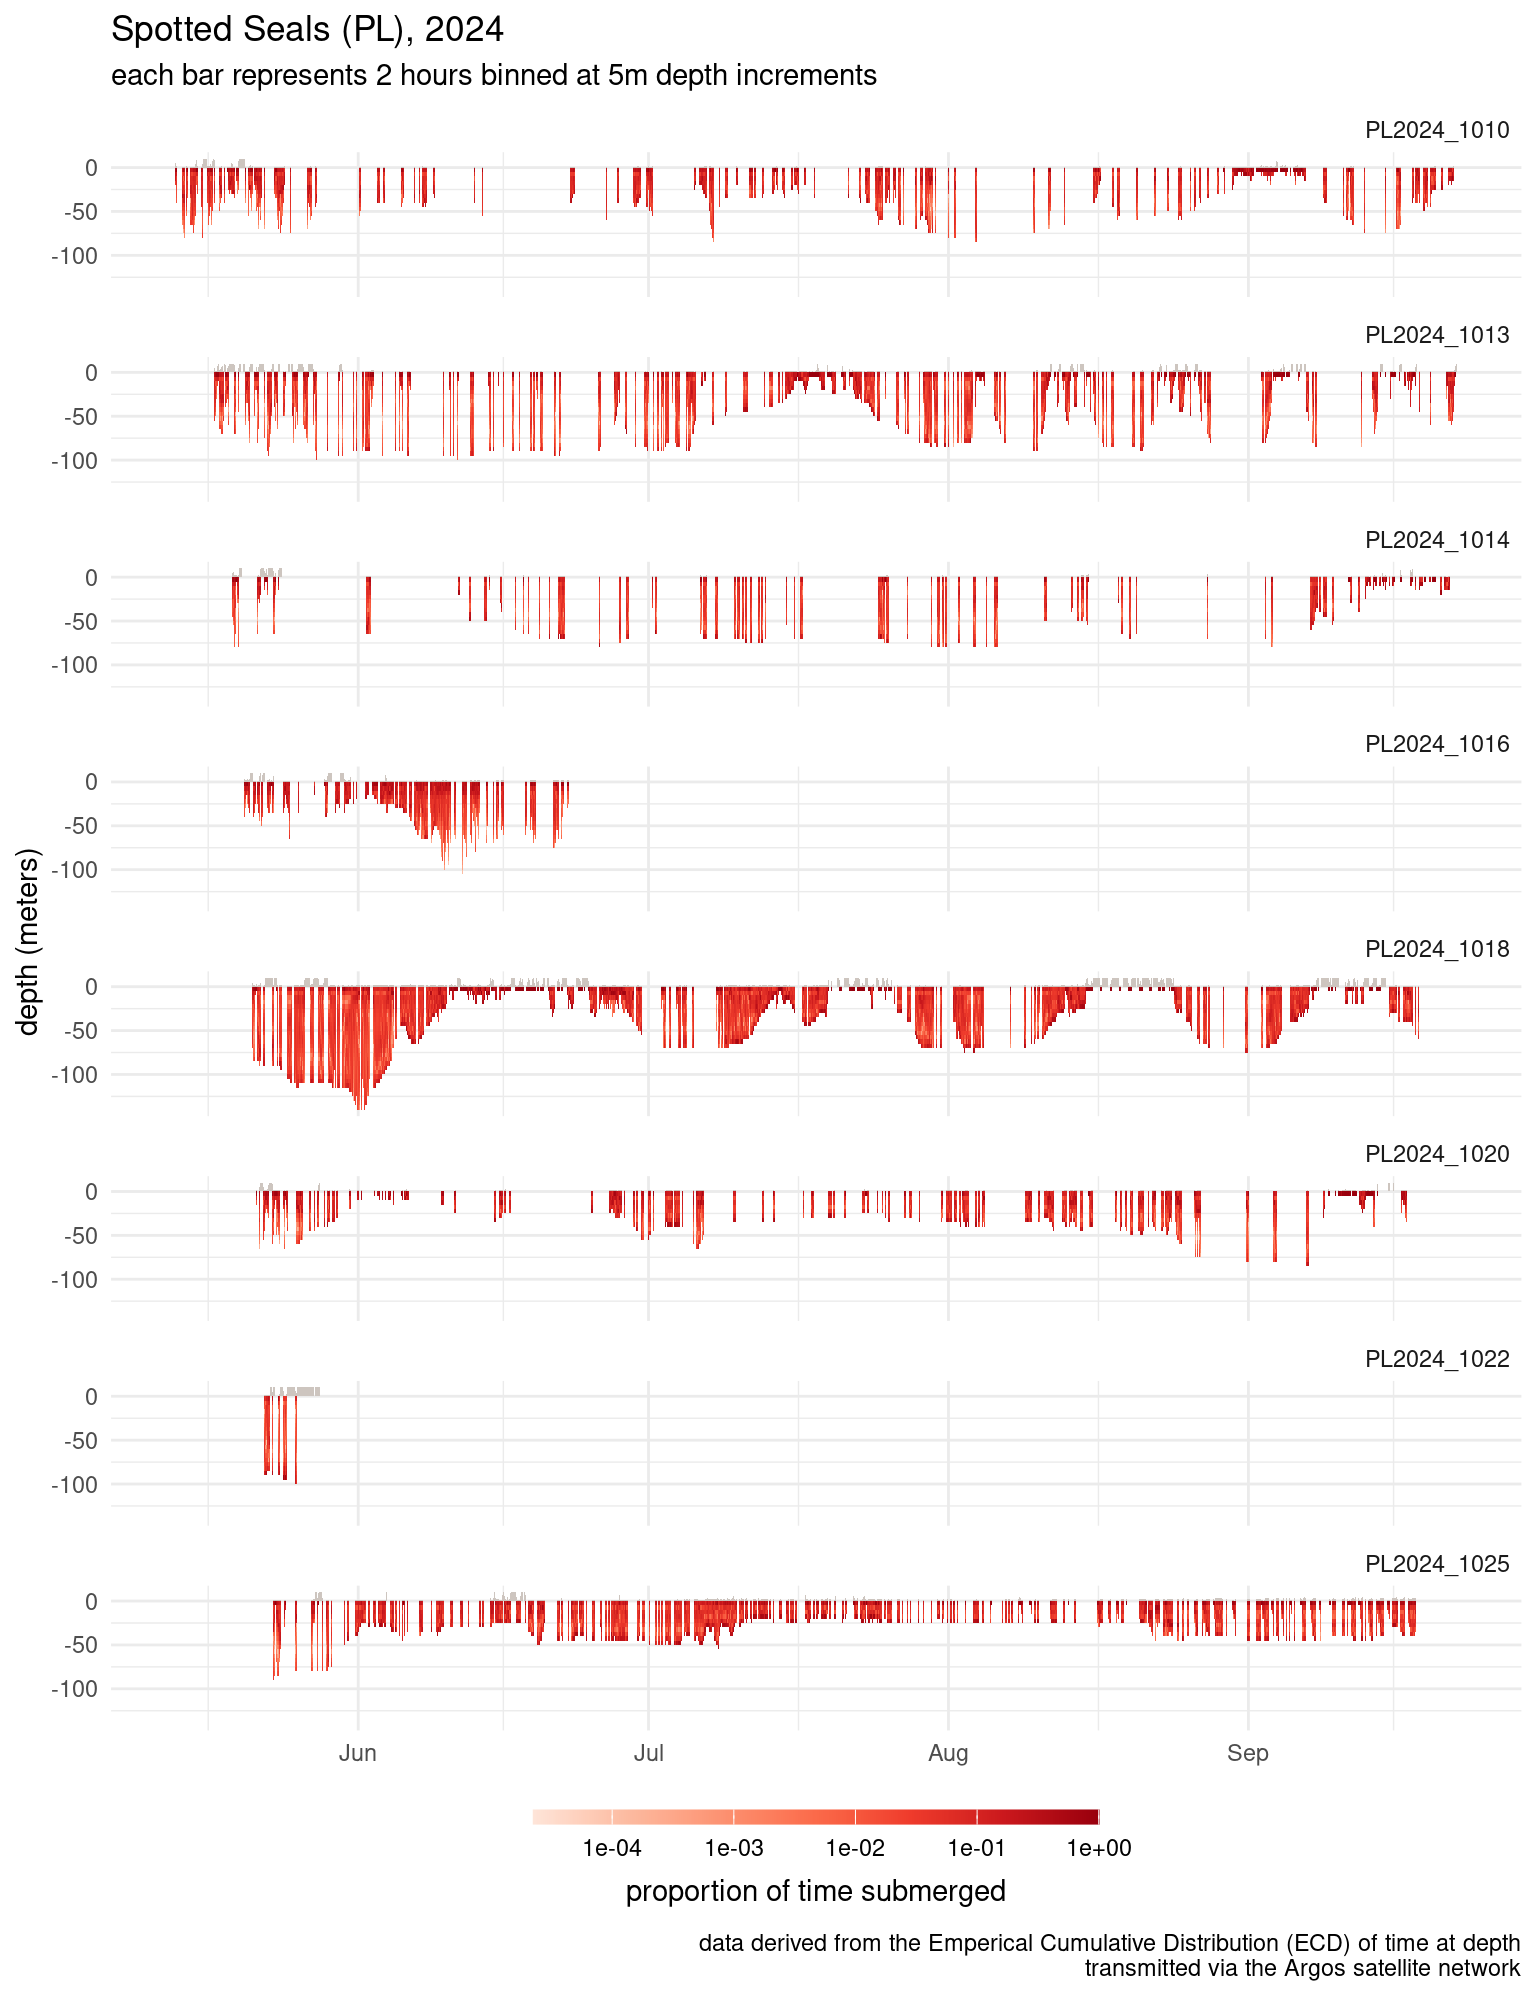 Spotted Seals (PL), 2024
each bar represents 2 hours binned at 5m depth increments
PL2024_1010
0
-50
-100
PL2024_1013
0
-50
-100
PL2024_1014
0
-50
-100
PL2024_1016
0
-50
-100
depth (meters)
PL2024_1018
0
-50
-100
PL2024_1020
0
-50
-100
PL2024_1022
0
-50
-100
PL2024_1025
0
-50
-100
Jun Jul Aug Sep
1e-04 1e-03 1e-02 1e-01 1e+00
proportion of time submerged
data derived from the Emperical Cumulative Distribution (ECD) of time at depth
transmitted via the Argos satellite network